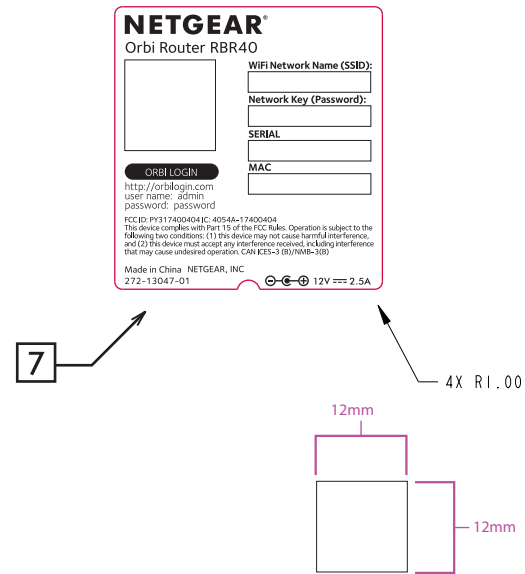 NETGEAR®
Orbi Router RBR40
WiFi Network Name (SSID):
Network Key (Password):
SERIAL
MAC
ORBI LOGIN
http://orbilogin.com
user name: admin
password: password
FCC ID: PY317400404 IC: 4054A-17400404
This device complies with Part 15 of the FCC Rules. Operation is subject to the
following two conditions: (1) this device may not cause harmful interference,
and (2) this device must accept any interference received, including interference
that may cause undesired operation. CAN ICES-3 (B)/NMB-3(B)
Made in China NETGEAR, INC
272-13047-01
12V 2.5A
7
4X R1.00
12mm
12mm